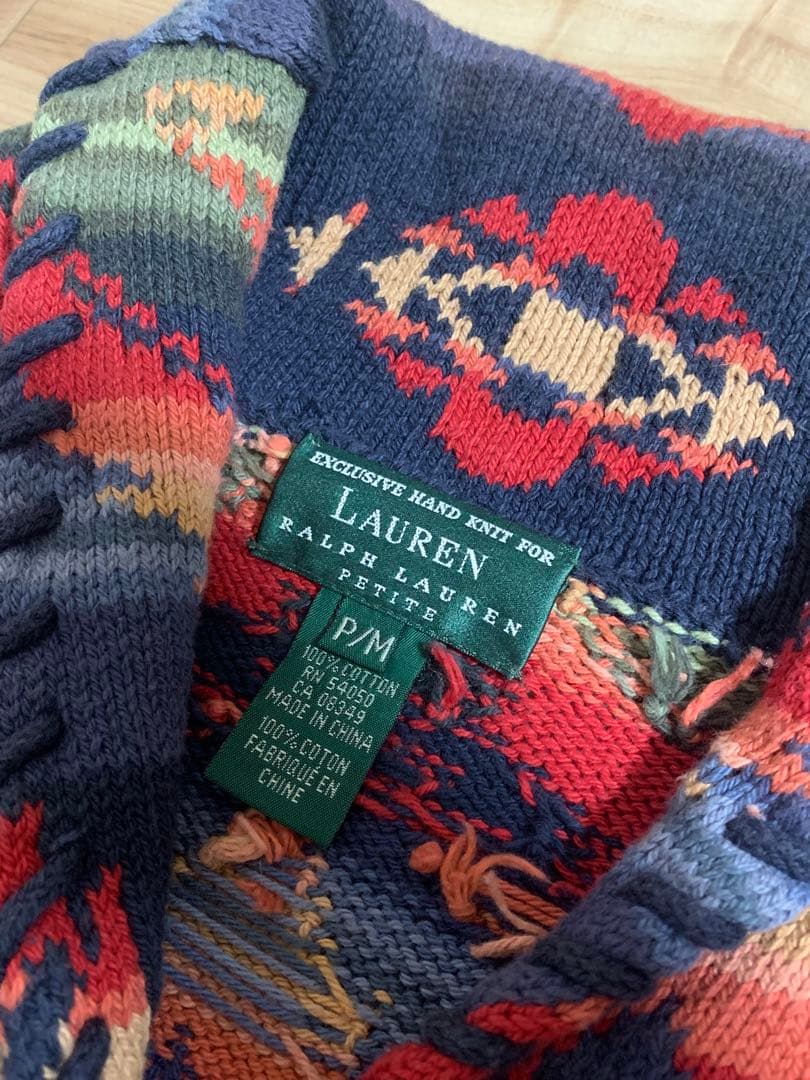 EXCLUSIVE HAND KNIT FOR
LAUREN
RALPH LAUREN
PETITE
P/M
100% COTTON
RN 54050
CA 08349
MADE IN CHINA
100% COTON
FABRIQUÉ EN
CHINE